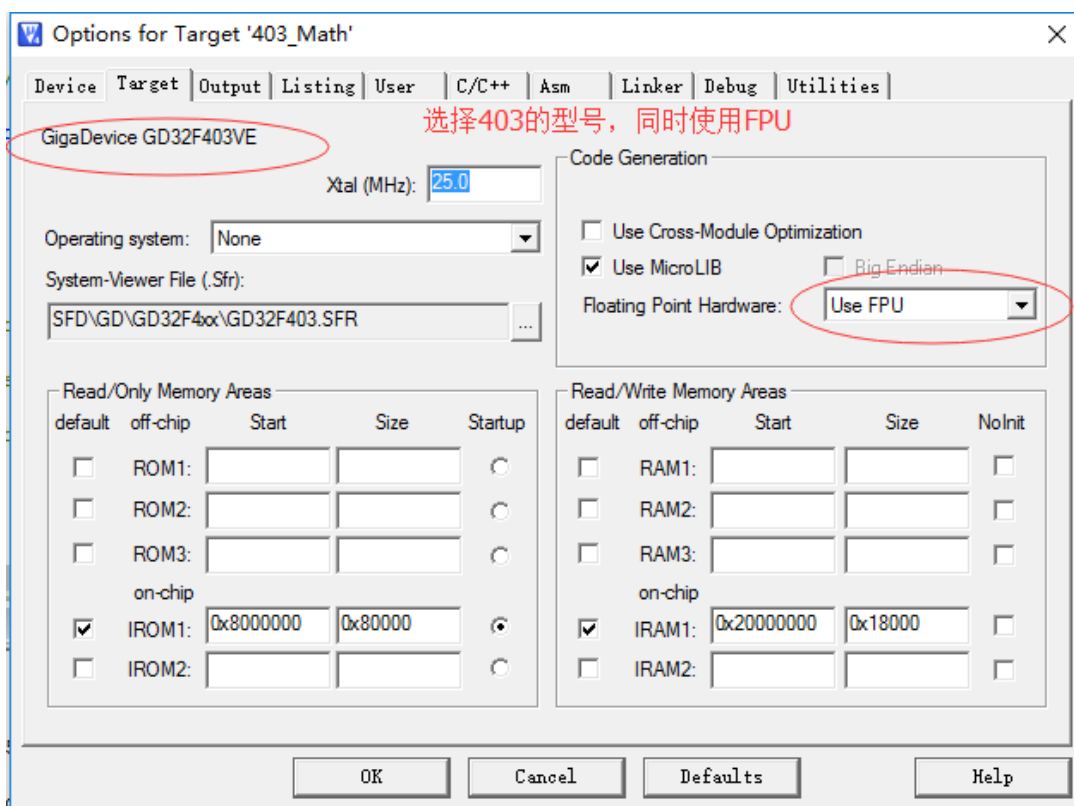 Options for Target '403_Math'
Device Target Output Listing User C/C++ Asm Linker Debug Utilities
选择403的型号，同时使用FPU
GigaDevice GD32F403VE
Xtal (MHz): 25.0
Operating system: None
System-Viewer File (.Sfr):
SFD\GD\GD32F4xx\GD32F403.SFR ...
Code Generation
Use Cross-Module Optimization
Use MicroLIB Big Endian
Floating Point Hardware: Use FPU
Read/Only Memory Areas
default off-chip Start Size Startup
ROM1:
ROM2:
ROM3:
on-chip
IROM1: 0x8000000 0x80000
IROM2:
Read/Write Memory Areas
default off-chip Start Size NoInit
RAM1:
RAM2:
RAM3:
on-chip
IRAM1: 0x20000000 0x18000
IRAM2:
OK Cancel Defaults Help